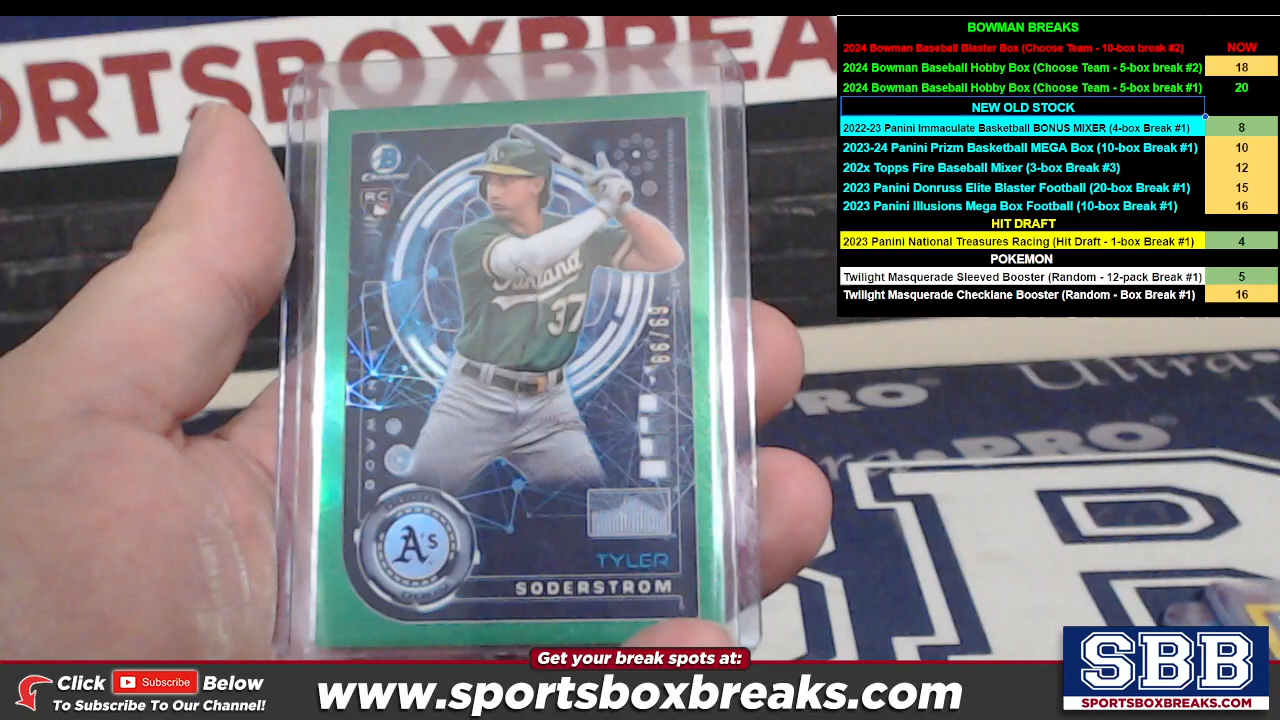 SPORTSBOXBREA
BOWMAN BREAKS
2024 Bowman Baseball Blaster Box (Choose Team - 10-box break #2) NOW
2024 Bowman Baseball Hobby Box (Choose Team - 5-box break #2) 18
2024 Bowman Baseball Hobby Box (Choose Team - 5-box break #1) 20
NEW OLD STOCK
2022-23 Panini Immaculate Basketball BONUS MIXER (4-box Break #1) 8
2023-24 Panini Prizm Basketball MEGA Box (10-box Break #1) 10
202x Topps Fire Baseball Mixer (3-box Break #3) 12
2023 Panini Donruss Elite Blaster Football (20-box Break #1) 15
2023 Panini Illusions Mega Box Football (10-box Break #1) 16
HIT DRAFT
2023 Panini National Treasures Racing (Hit Draft - 1-box Break #1) 4
POKEMON
Twilight Masquerade Sleeved Booster (Random - 12-pack Break #1) 5
Twilight Masquerade Checklane Booster (Random - Box Break #1) 16
B
Chrome
RC
Oakland
37
A's
TYLER
SODERSTROM
PRO
Ultra
PRO
Get your break spots at:
Click Subscribe Below
To Subscribe To Our Channel!
www.sportsboxbreaks.com
SBB
SPORTSBOXBREAKS.COM